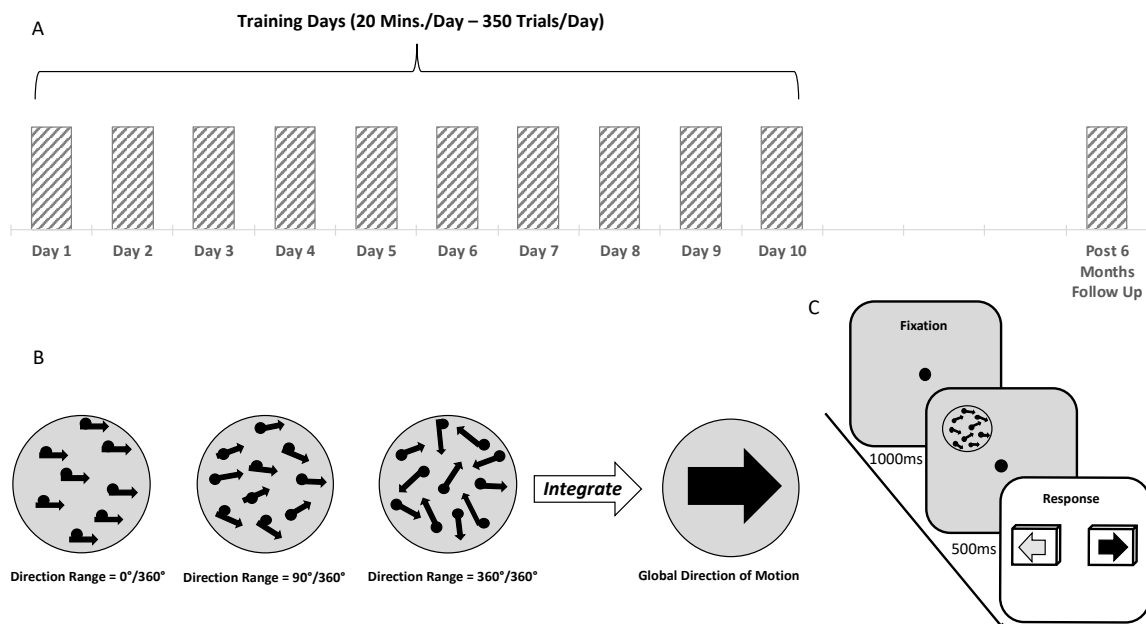 A
Training Days (20 Mins./Day – 350 Trials/Day)
Day 1
Day 2
Day 3
Day 4
Day 5
Day 6
Day 7
Day 8
Day 9
Day 10
Post 6
Months
Follow Up
B
Direction Range = 0°/360°
Direction Range = 90°/360°
Direction Range = 360°/360°
Integrate
Global Direction of Motion
C
Fixation
1000ms
500ms
Response